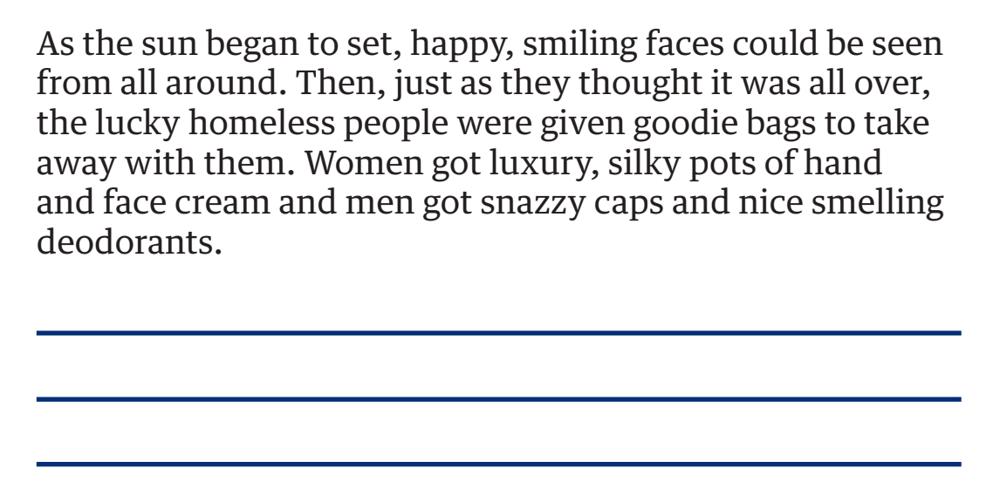 As the sun began to set, happy, smiling faces could be seen
from all around. Then, just as they thought it was all over,
the lucky homeless people were given goodie bags to take
away with them. Women got luxury, silky pots of hand
and face cream and men got snazzy caps and nice smelling
deodorants.